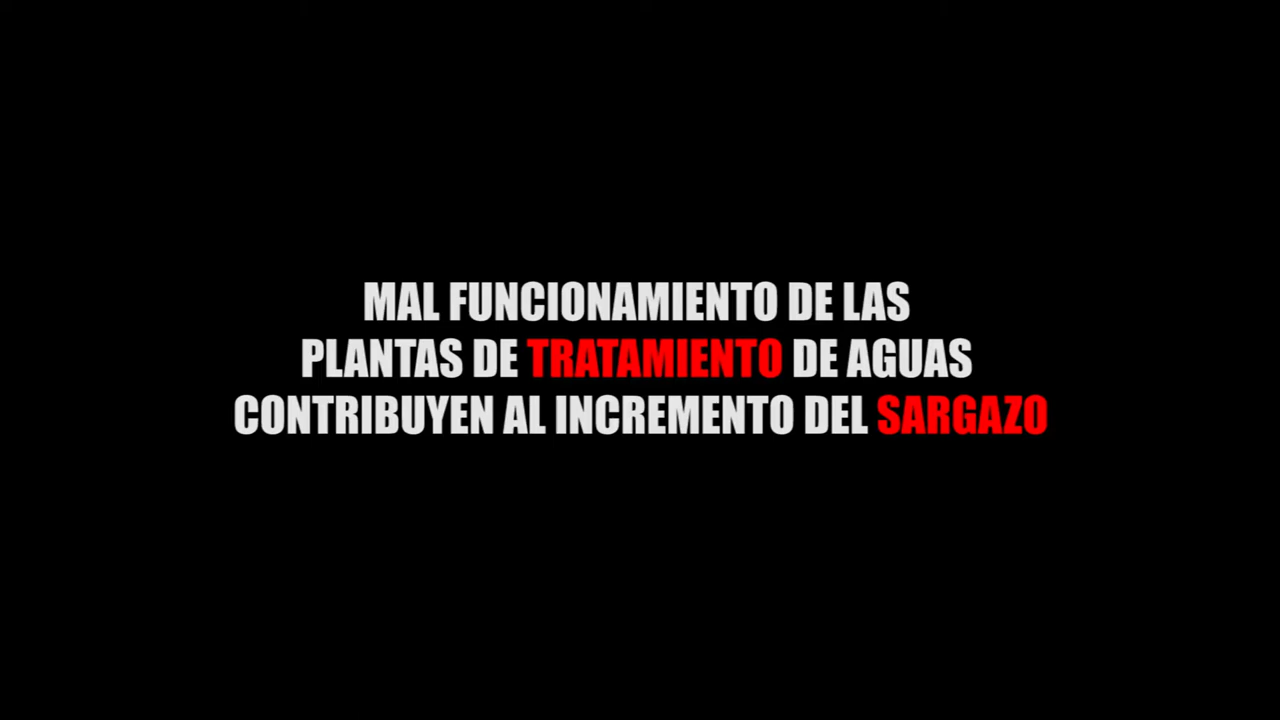 MAL FUNCIONAMIENTO DE LAS
PLANTAS DE TRATAMIENTO DE AGUAS
CONTRIBUYEN AL INCREMENTO DEL SARGAZO